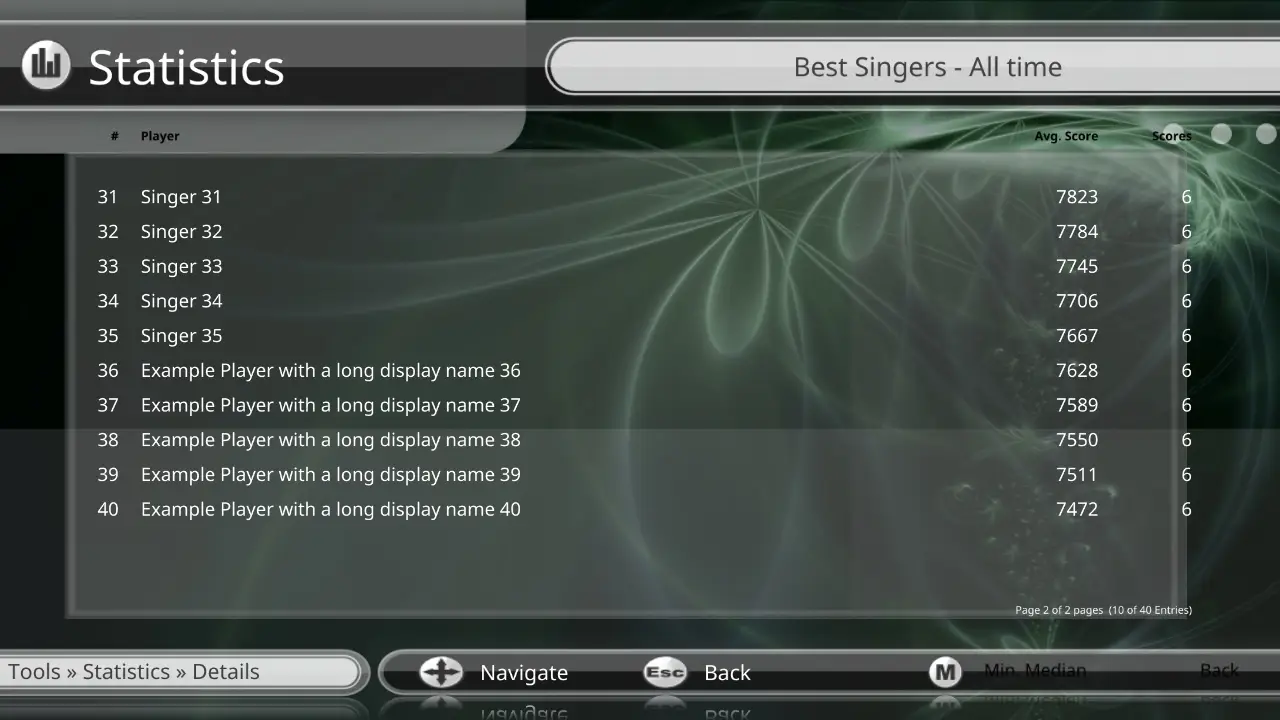 Statistics
Best Singers - All time
# Player Avg. Score Scores
31 Singer 31 7823 6
32 Singer 32 7784 6
33 Singer 33 7745 6
34 Singer 34 7706 6
35 Singer 35 7667 6
36 Example Player with a long display name 36 7628 6
37 Example Player with a long display name 37 7589 6
38 Example Player with a long display name 38 7550 6
39 Example Player with a long display name 39 7511 6
40 Example Player with a long display name 40 7472 6
Page 2 of 2 pages (10 of 40 Entries)
Tools » Statistics » Details
Navigate Esc Back M Min. Median Back